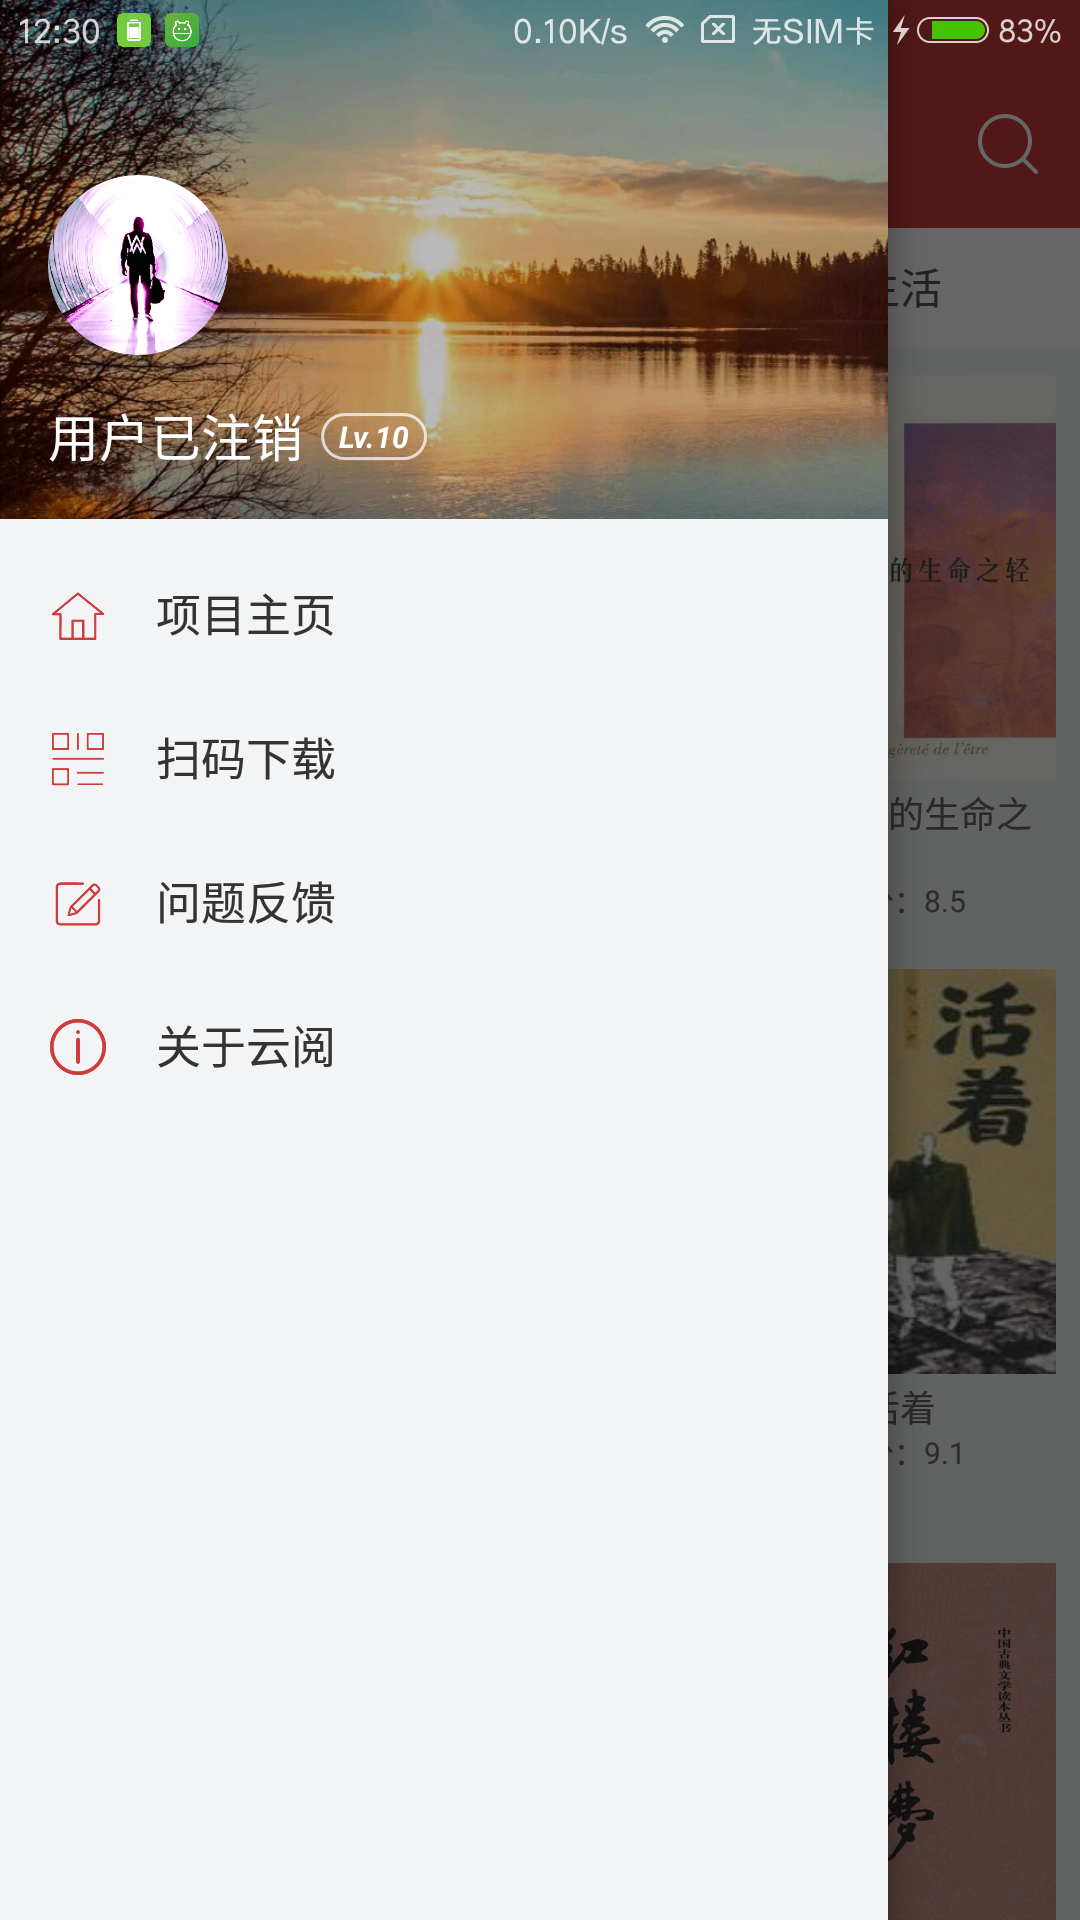 12:30 0.10K/s 无SIM卡 83%
用户已注销 Lv.10
项目主页
扫码下载
问题反馈
关于云阅
活
的生命之轻
gèreté de l'être
的生命之
：8.5
活着
着
：9.1
红楼梦
中国古典文学读本丛书